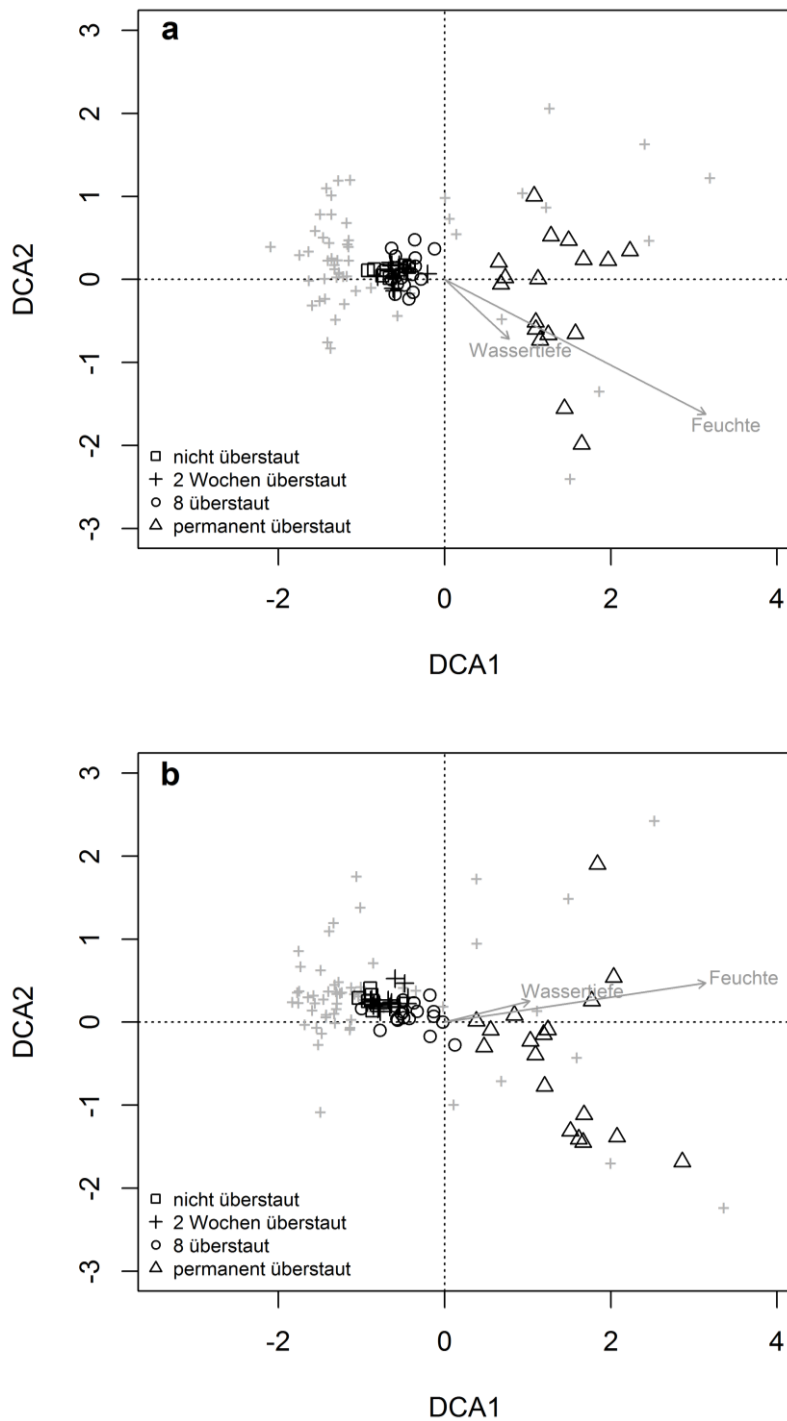 a
3
2
1
0
-1
-2
-3
DCA2
Wassertiefe
Feuchte
nicht überstaut
2 Wochen überstaut
8 überstaut
permanent überstaut
-2
0
2
4
DCA1
b
3
2
1
0
-1
-2
-3
DCA2
Feuchte
Wassertiefe
nicht überstaut
2 Wochen überstaut
8 überstaut
permanent überstaut
-2
0
2
4
DCA1